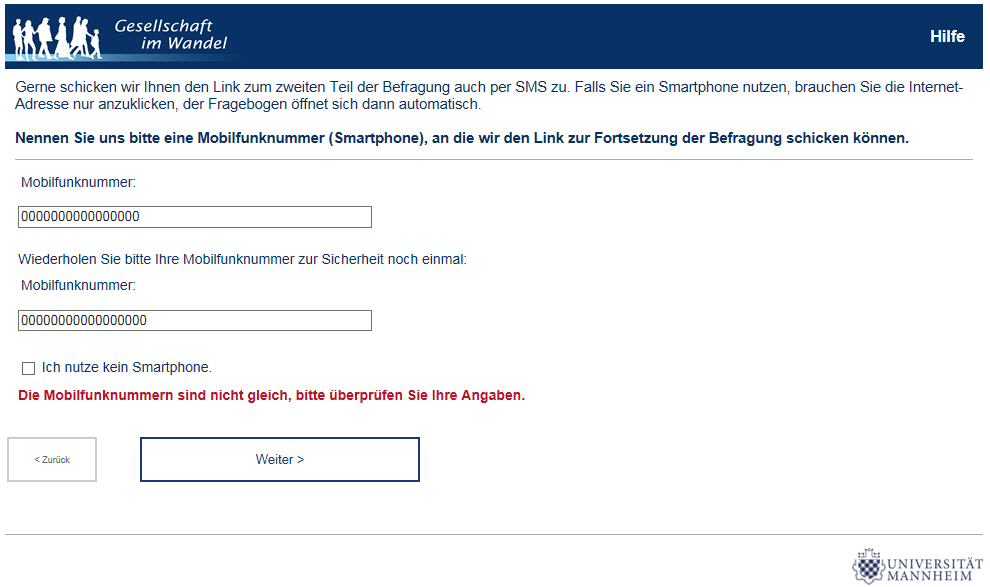 Gesellschaft
im Wandel
Hilfe
Gerne schicken wir Ihnen den Link zum zweiten Teil der Befragung auch per SMS zu. Falls Sie ein Smartphone nutzen, brauchen Sie die Internet-
Adresse nur anzuklicken, der Fragebogen öffnet sich dann automatisch.
Nennen Sie uns bitte eine Mobilfunknummer (Smartphone), an die wir den Link zur Fortsetzung der Befragung schicken können.
Mobilfunknummer:
0000000000000000
Wiederholen Sie bitte Ihre Mobilfunknummer zur Sicherheit noch einmal:
Mobilfunknummer:
00000000000000000
Ich nutze kein Smartphone.
Die Mobilfunknummern sind nicht gleich, bitte überprüfen Sie Ihre Angaben.
< Zurück
Weiter >
UNIVERSITÄT
MANNHEIM